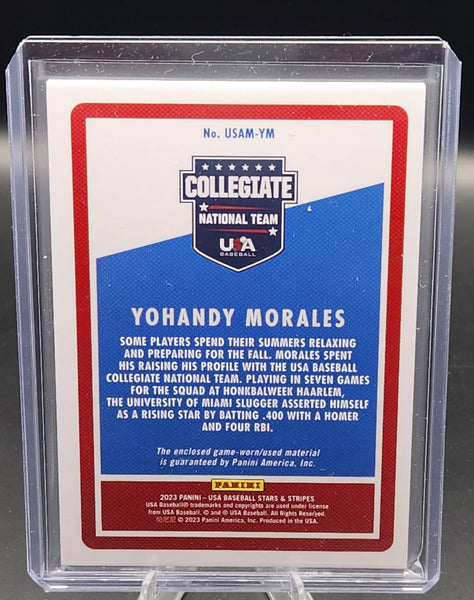 No. USAM-YM
COLLEGIATE
NATIONAL TEAM
USA
BASEBALL
YOHANDY MORALES
SOME PLAYERS SPEND THEIR SUMMERS RELAXING
AND PREPARING FOR THE FALL. MORALES SPENT
HIS RAISING HIS PROFILE WITH THE USA BASEBALL
COLLEGIATE NATIONAL TEAM. PLAYING IN SEVEN GAMES
FOR THE SQUAD AT HONKBALWEEK HAARLEM,
THE UNIVERSITY OF MIAMI SLUGGER ASSERTED HIMSELF
AS A RISING STAR BY BATTING .400 WITH A HOMER
AND FOUR RBI.
The enclosed game-worn/used material
is guaranteed by Panini America, Inc.
PANINI
2023 PANINI – USA BASEBALL STARS & STRIPES
USA Baseball® trademarks and copyrights are used under license
from USA Baseball. © and ® USA Baseball. All Rights Reserved.
© 2023 Panini America, Inc. Produced in the USA.